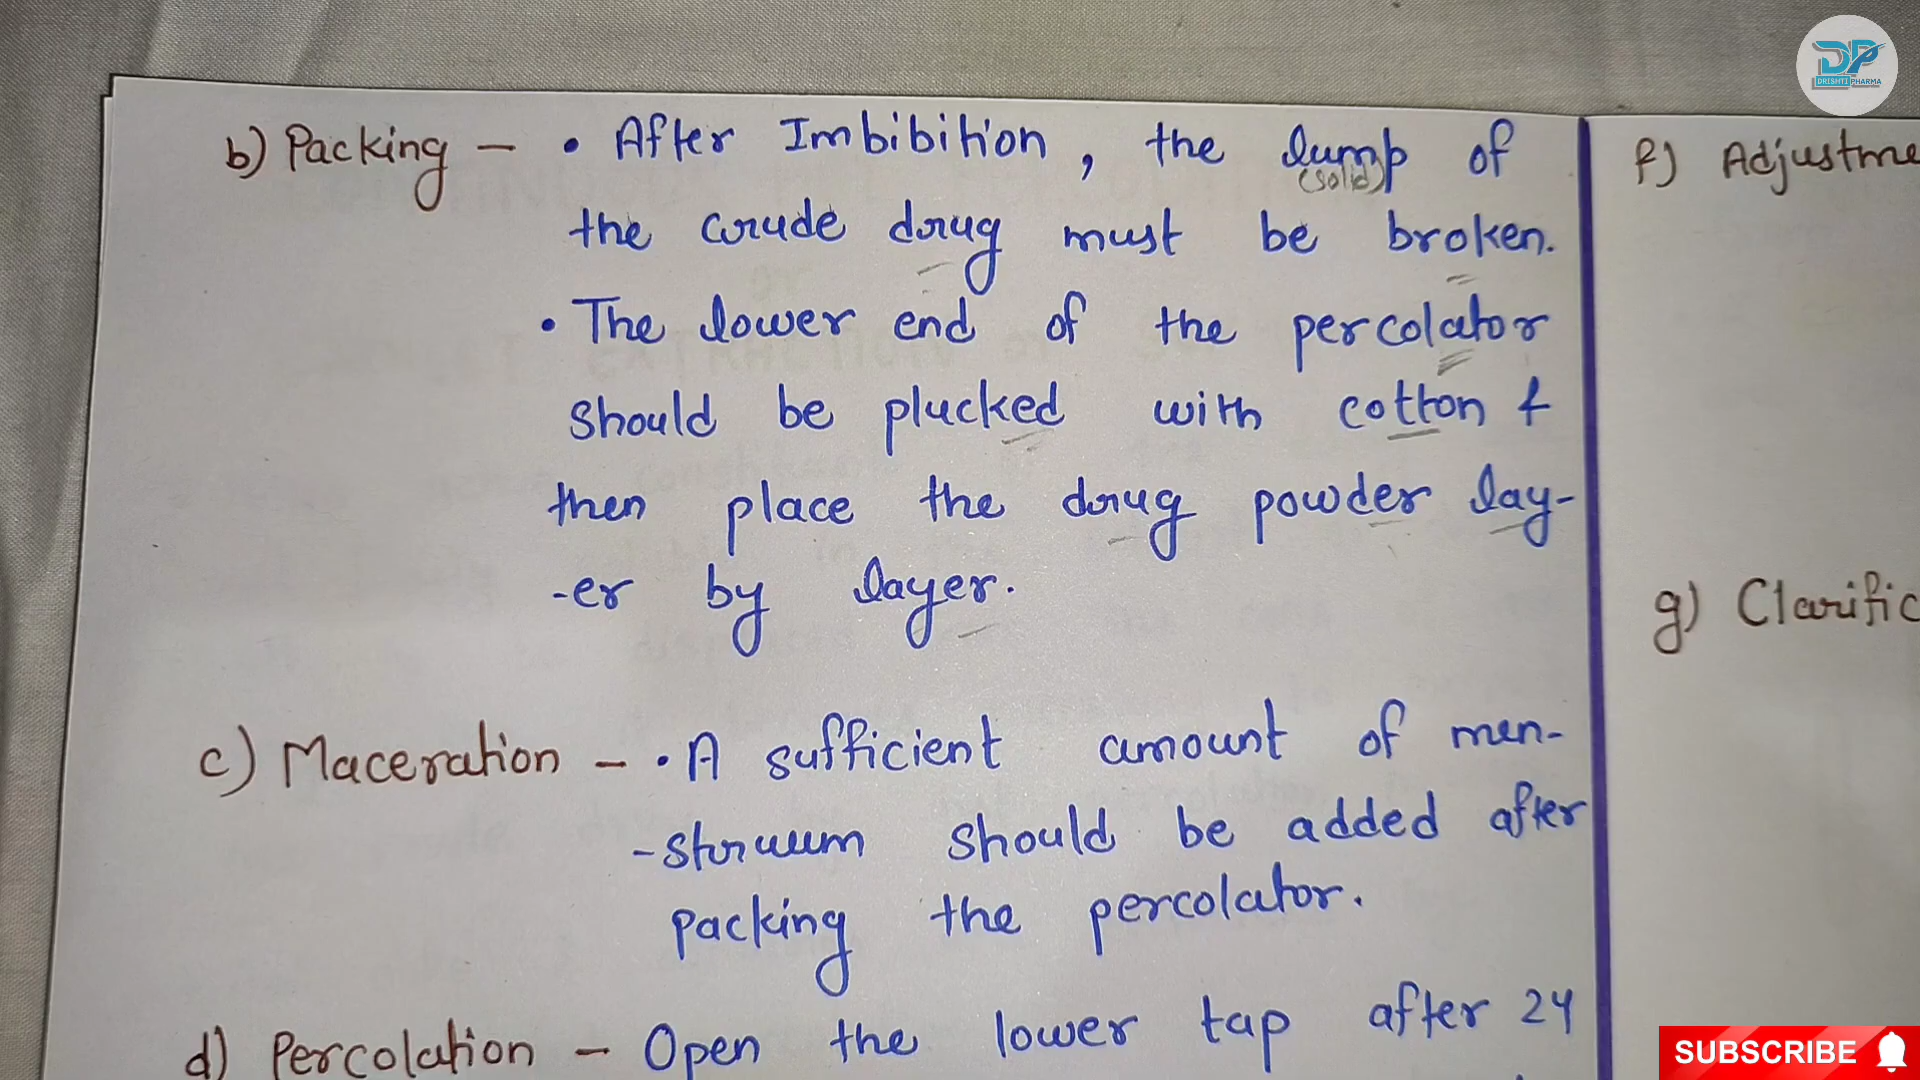 b) Packing – • After Imbibition, the lump of
(solid)
the crude drug must be broken.
• The lower end of the percolator
should be plucked with cotton &
then place the drug powder lay-
-er by layer.
c) Maceration – • A sufficient amount of men-
-struum should be added after
packing the percolator.
d) Percolation – Open the lower tap after 24
f) Adjustme
g) Clarific
DP
DRISHTI PHARMA
SUBSCRIBE